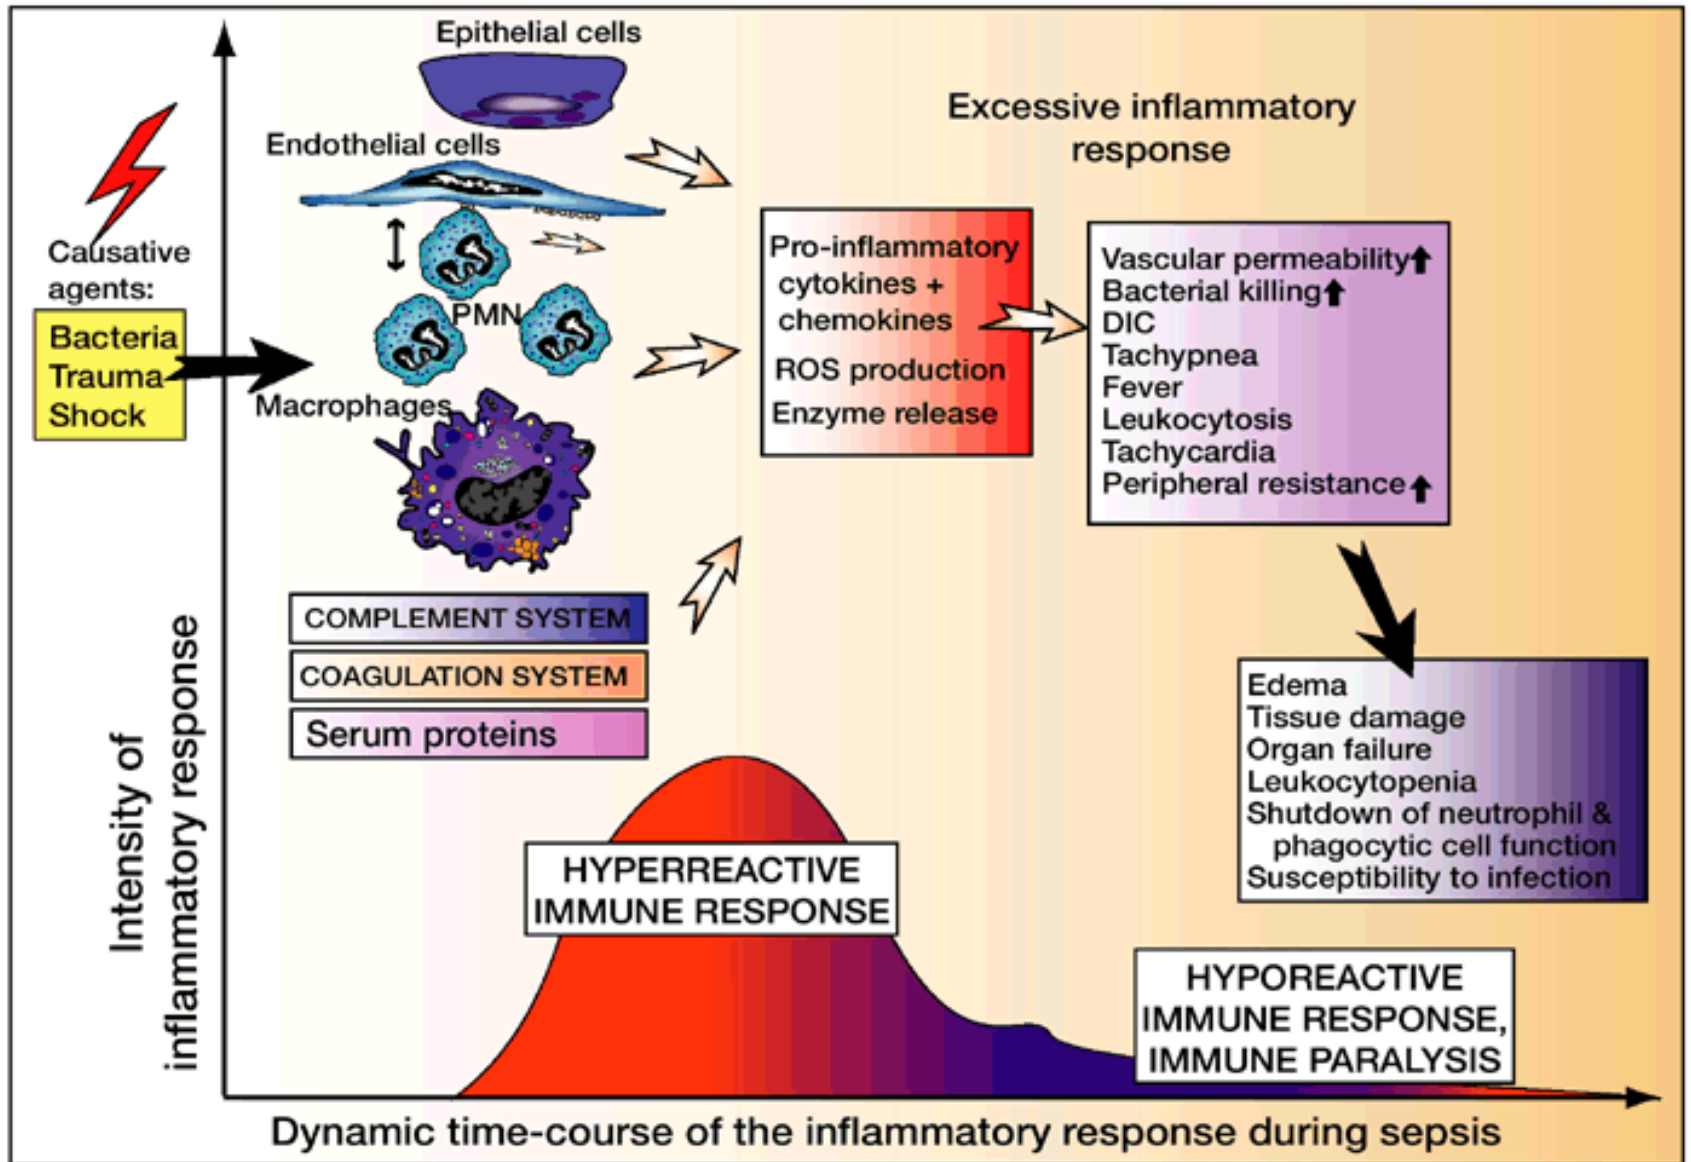 Epithelial cells
Endothelial cells
PMN
Macrophages
Causative
agents:
Bacteria
Trauma
Shock
COMPLEMENT SYSTEM
COAGULATION SYSTEM
Serum proteins
Excessive inflammatory
response
Pro-inflammatory
cytokines +
chemokines
ROS production
Enzyme release
Vascular permeability
Bacterial killing
DIC
Tachypnea
Fever
Leukocytosis
Tachycardia
Peripheral resistance
Edema
Tissue damage
Organ failure
Leukocytopenia
Shutdown of neutrophil &
phagocytic cell function
Susceptibility to infection
HYPERREACTIVE
IMMUNE RESPONSE
HYPOREACTIVE
IMMUNE RESPONSE,
IMMUNE PARALYSIS
Intensity of
inflammatory response
Dynamic time-course of the inflammatory response during sepsis